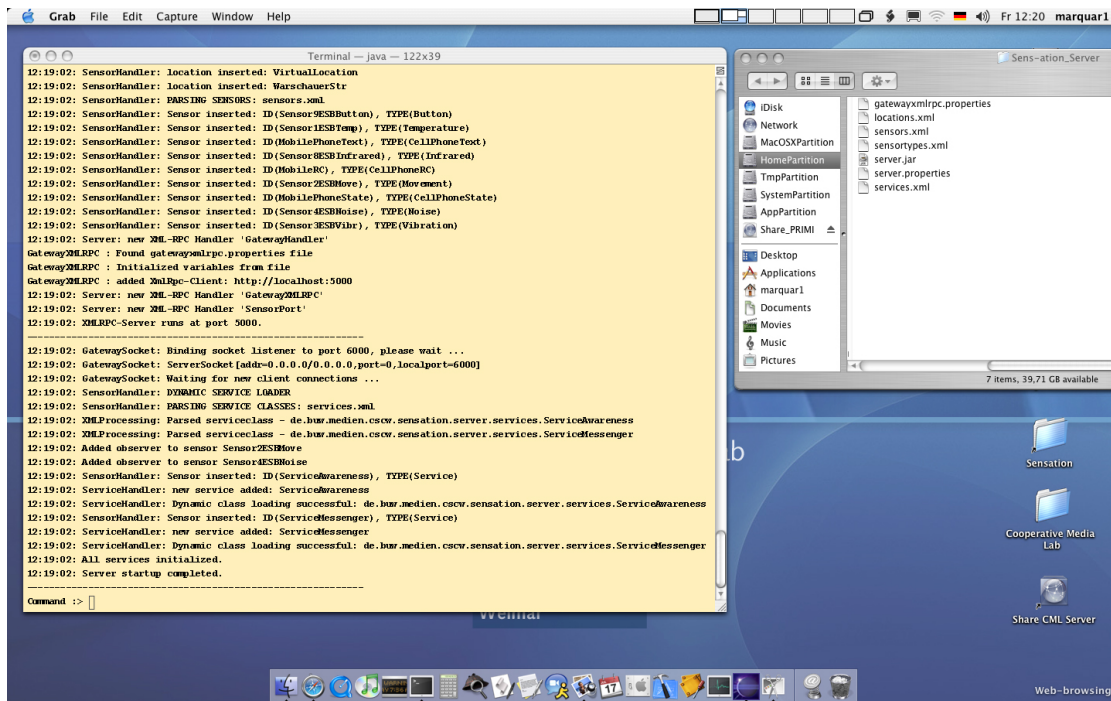 Grab File Edit Capture Window Help
Fr 12:20 marquar1
Terminal — java — 122x39
12:19:02: SensorHandler: location inserted: VirtualLocation
12:19:02: SensorHandler: location inserted: WarschauerStr
12:19:02: SensorHandler: PARSING SENSORS: sensors.xml
12:19:02: SensorHandler: Sensor inserted: ID(Sensor9ESBButton), TYPE(Button)
12:19:02: SensorHandler: Sensor inserted: ID(Sensor1ESBTemp), TYPE(Temperature)
12:19:02: SensorHandler: Sensor inserted: ID(MobilePhoneText), TYPE(CellPhoneText)
12:19:02: SensorHandler: Sensor inserted: ID(Sensor8ESBInfrared), TYPE(Infrared)
12:19:02: SensorHandler: Sensor inserted: ID(MobileRC), TYPE(CellPhoneRC)
12:19:02: SensorHandler: Sensor inserted: ID(Sensor2ESBMove), TYPE(Movement)
12:19:02: SensorHandler: Sensor inserted: ID(MobilePhoneState), TYPE(CellPhoneState)
12:19:02: SensorHandler: Sensor inserted: ID(Sensor4ESBNoise), TYPE(Noise)
12:19:02: SensorHandler: Sensor inserted: ID(Sensor3ESBVibr), TYPE(Vibration)
12:19:02: Server: new XML-RPC Handler 'GatewayHandler'
GatewayXMLRPC : Found gatewayxmlrpc.properties file
GatewayXMLRPC : Initialized variables from file
GatewayXMLRPC : added XmlRpc-Client: http://localhost:5000
12:19:02: Server: new XML-RPC Handler 'GatewayXMLRPC'
12:19:02: Server: new XML-RPC Handler 'SensorPort'
12:19:02: XMLRPC-Server runs at port 5000.
12:19:02: GatewaySocket: Binding socket listener to port 6000, please wait ...
12:19:02: GatewaySocket: ServerSocket[addr=0.0.0.0/0.0.0.0,port=0,localport=6000]
12:19:02: GatewaySocket: Waiting for new client connections ...
12:19:02: SensorHandler: DYNAMIC SERVICE LOADER
12:19:02: SensorHandler: PARSING SERVICE CLASSES: services.xml
12:19:02: XMLProcessing: Parsed serviceclass - de.buw.medien.cscw.sensation.server.services.ServiceAwareness
12:19:02: XMLProcessing: Parsed serviceclass - de.buw.medien.cscw.sensation.server.services.ServiceMessenger
12:19:02: Added observer to sensor Sensor2ESBMove
12:19:02: Added observer to sensor Sensor4ESBNoise
12:19:02: SensorHandler: Sensor inserted: ID(ServiceAwareness), TYPE(Service)
12:19:02: ServiceHandler: new service added: ServiceAwareness
12:19:02: ServiceHandler: Dynamic class loading successful: de.buw.medien.cscw.sensation.server.services.ServiceAwareness
12:19:02: SensorHandler: Sensor inserted: ID(ServiceMessenger), TYPE(Service)
12:19:02: ServiceHandler: new service added: ServiceMessenger
12:19:02: ServiceHandler: Dynamic class loading successful: de.buw.medien.cscw.sensation.server.services.ServiceMessenger
12:19:02: All services initialized.
12:19:02: Server startup completed.
Command :>
Sens-ation_Server
iDisk
Network
MacOSXPartition
HomePartition
TmpPartition
SystemPartition
AppPartition
Share_PRIMI
Desktop
Applications
marquar1
Documents
Movies
Music
Pictures
gatewayxmlrpc.properties
locations.xml
sensors.xml
sensortypes.xml
server.jar
server.properties
services.xml
7 items, 39,71 GB available
Sensation
Cooperative Media
Lab
Share CML Server
Web-browsing
17